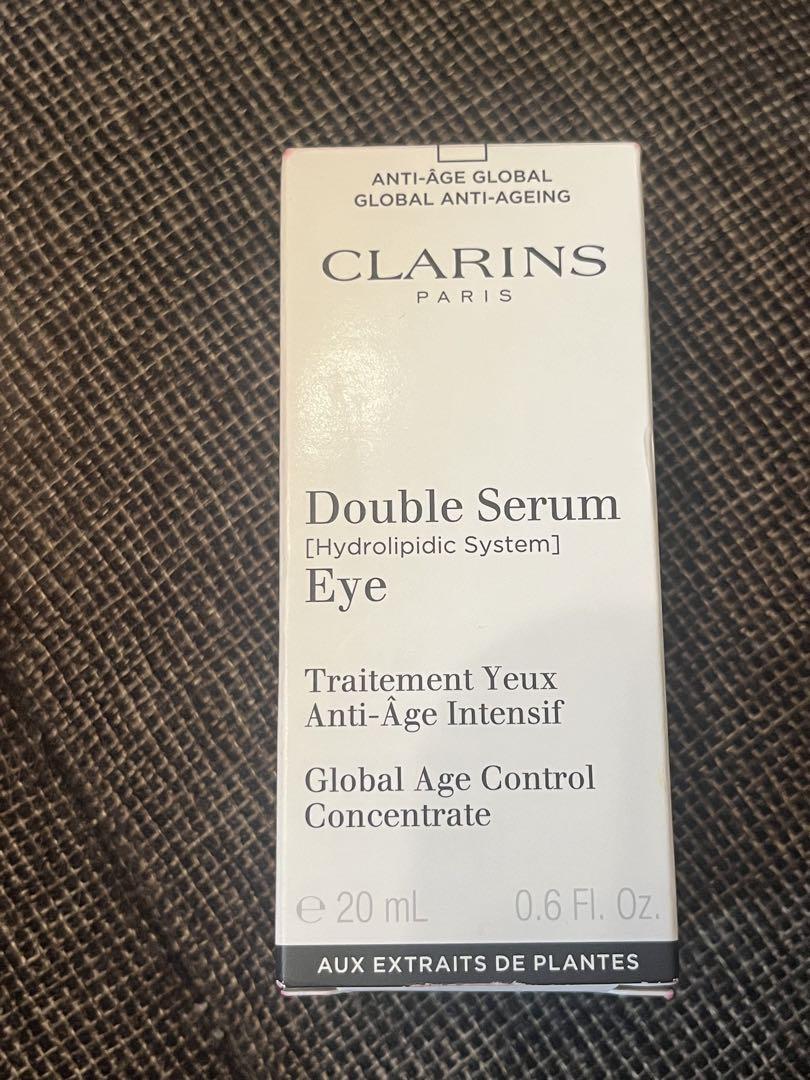 ANTI-ÂGE GLOBAL
GLOBAL ANTI-AGEING
CLARINS
PARIS
Double Serum
[Hydrolipidic System]
Eye
Traitement Yeux
Anti-Âge Intensif
Global Age Control
Concentrate
℮ 20 mL 0.6 Fl. Oz.
AUX EXTRAITS DE PLANTES